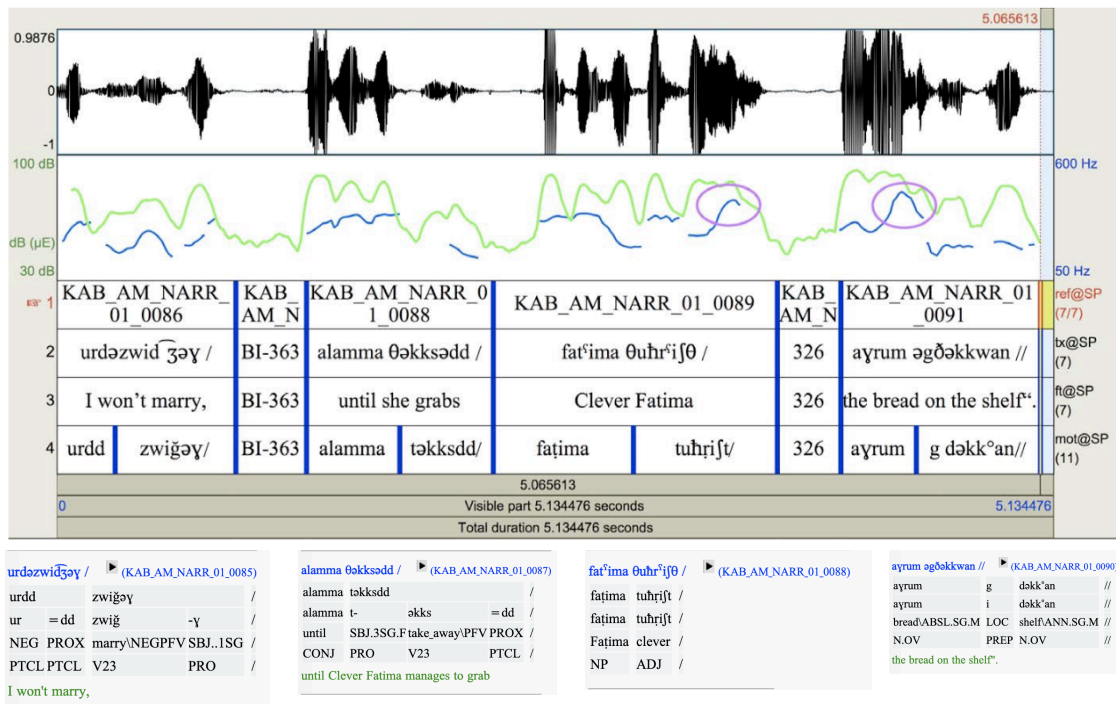 5.065613
0.9876
0
-1
100 dB
600 Hz
dB (µE)
30 dB
50 Hz
1 KAB_AM_NARR_01_0086 KAB_AM_N KAB_AM_NARR_01_0088 KAB_AM_NARR_01_0089 KAB_AM_N KAB_AM_NARR_01_0091 ref@SP (7/7)
2 urdəzwid͡ʒəɣ / BI-363 alamma θəkksədd / fatˤima θuħrˤiʃθ / 326 aɣrum əgðəkkwan // tx@SP (7)
3 I won’t marry, BI-363 until she grabs Clever Fatima 326 the bread on the shelf“. ft@SP (7)
4 urdd zwiğəɣ/ BI-363 alamma təkksdd/ faṭima tuħṛiʃt/ 326 aɣrum g dəkk°an// mot@SP (11)
5.065613
0 Visible part 5.134476 seconds 5.134476
Total duration 5.134476 seconds
urdəzwid͡ʒəɣ / (KAB_AM_NARR_01_0085)
urdd zwiğəɣ /
ur =dd zwiğ -ɣ /
NEG PROX marry\NEGPFV SBJ..1SG /
PTCL PTCL V23 PRO /
I won't marry,
alamma θəkksədd / (KAB_AM_NARR_01_0087)
alamma təkksdd /
alamma t- əkks =dd /
until SBJ.3SG.F take_away\PFV PROX /
CONJ PRO V23 PTCL /
until Clever Fatima manages to grab
fatˤima θuħrˤiʃθ / (KAB_AM_NARR_01_0088)
faṭima tuħṛiʃt /
faṭima tuħṛiʃt /
Faṭima clever /
NP ADJ /
aɣrum əgðəkkwan // (KAB_AM_NARR_01_0090)
aɣrum g dəkk°an //
aɣrum i dəkk°an //
bread\ABSL.SG.M LOC shelf\ANN.SG.M //
N.OV PREP N.OV //
the bread on the shelf".